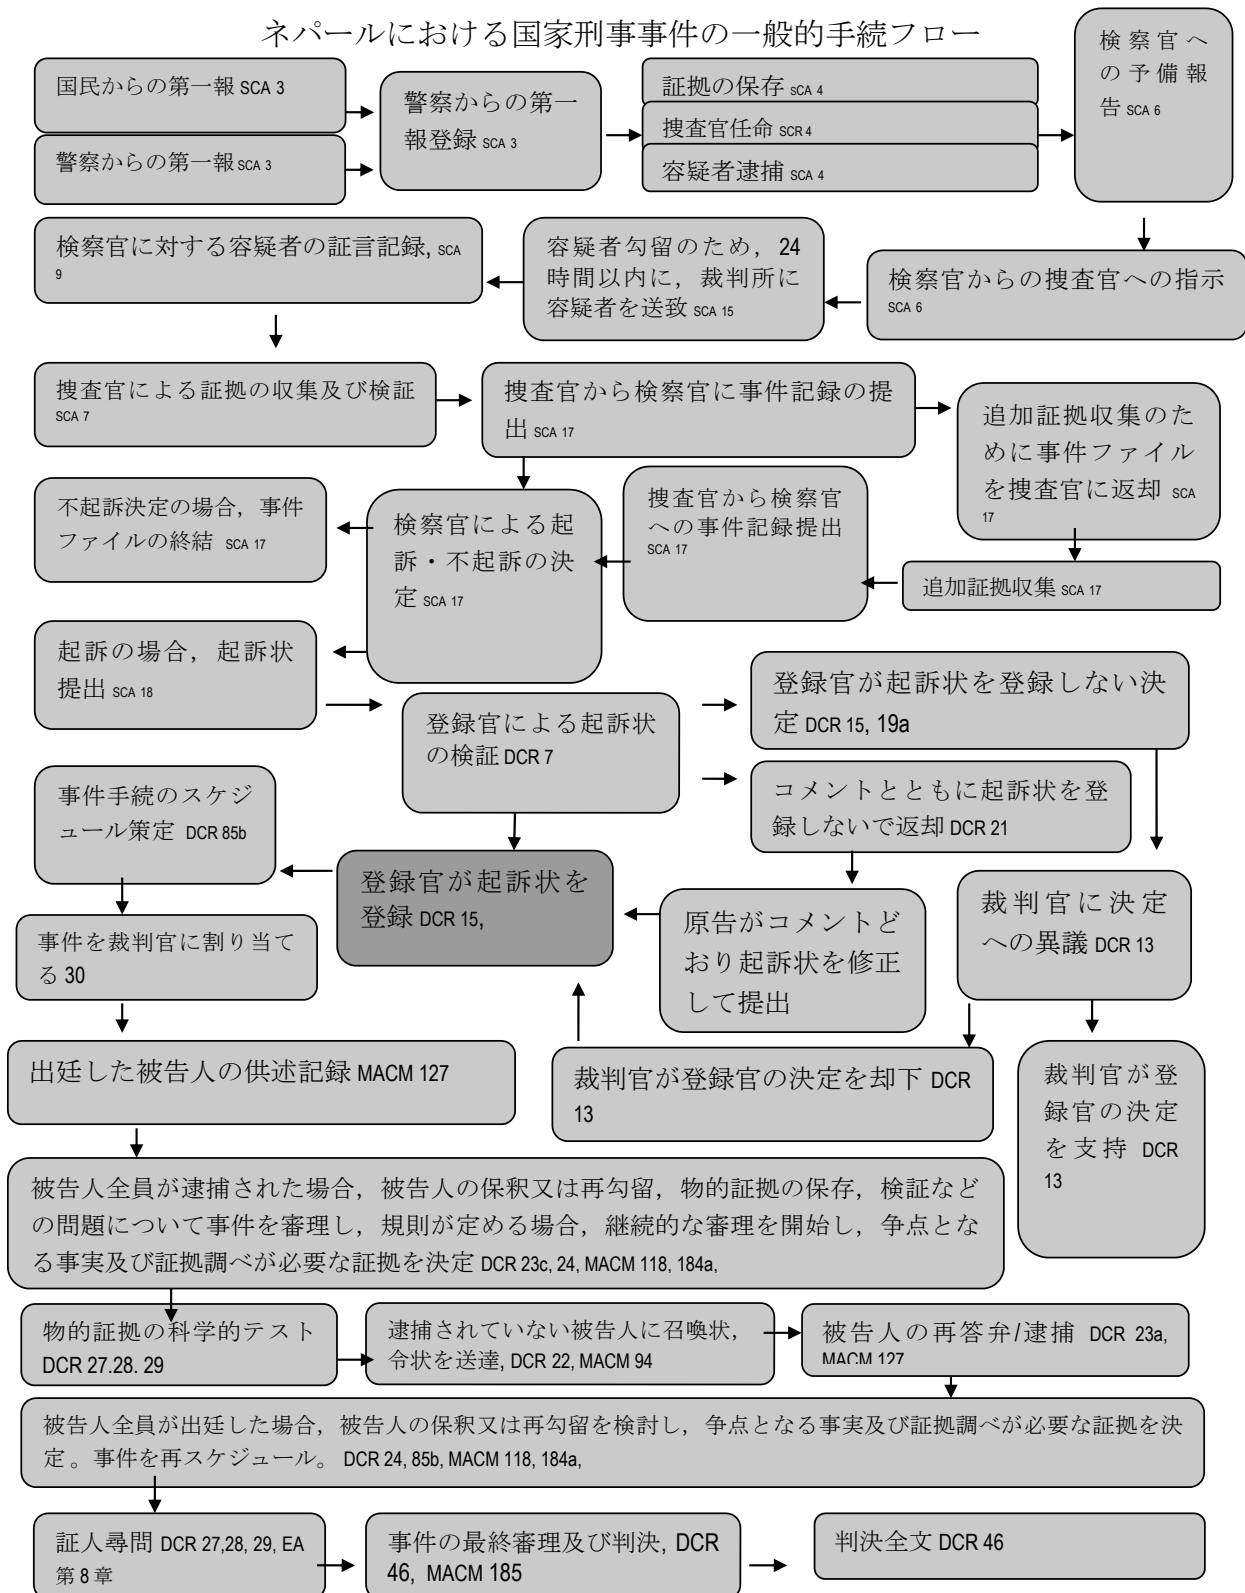 ネパールにおける国家刑事事件の一般的手続フロー
国民からの第一報 SCA 3
警察からの第一報 SCA 3
警察からの第一
報登録 SCA 3
証拠の保存 SCA 4
捜査官任命 SCR 4
容疑者逮捕 SCA 4
検察官へ
の予備報
告 SCA 6
検察官からの捜査官への指示
SCA 6
容疑者勾留のため，24
時間以内に，裁判所に
容疑者を送致 SCA 15
検察官に対する容疑者の証言記録, SCA
9
捜査官による証拠の収集及び検証
SCA 7
捜査官から検察官に事件記録の提
出 SCA 17
追加証拠収集のた
めに事件ファイル
を捜査官に返却 SCA
17
追加証拠収集 SCA 17
捜査官から検察官
への事件記録提出
SCA 17
検察官による起
訴・不起訴の決
定 SCA 17
不起訴決定の場合，事件
ファイルの終結 SCA 17
起訴の場合，起訴状
提出 SCA 18
登録官による起訴状
の検証 DCR 7
登録官が起訴状を登録しない決
定 DCR 15, 19a
コメントとともに起訴状を登
録しないで返却 DCR 21
事件手続のスケジ
ュール策定 DCR 85b
登録官が起訴状を
登録 DCR 15,
原告がコメントど
おり起訴状を修正
して提出
裁判官に決定
への異議 DCR 13
事件を裁判官に割り当て
る 30
出廷した被告人の供述記録 MACM 127
裁判官が登録官の決定を却下 DCR
13
裁判官が登
録官の決定
を支持 DCR
13
被告人全員が逮捕された場合，被告人の保釈又は再勾留，物的証拠の保存，検証など
の問題について事件を審理し，規則が定める場合，継続的な審理を開始し，争点とな
る事実及び証拠調べが必要な証拠を決定 DCR 23c, 24, MACM 118, 184a,
物的証拠の科学的テスト
DCR 27.28. 29
逮捕されていない被告人に召喚状，
令状を送達, DCR 22, MACM 94
被告人の再答弁/逮捕 DCR 23a,
MACM 127
被告人全員が出廷した場合，被告人の保釈又は再勾留を検討し，争点となる事実及び証拠調べが必要な証拠を決
定。事件を再スケジュール。 DCR 24, 85b, MACM 118, 184a,
証人尋問 DCR 27,28, 29, EA
第 8 章
事件の最終審理及び判決, DCR
46, MACM 185
判決全文 DCR 46